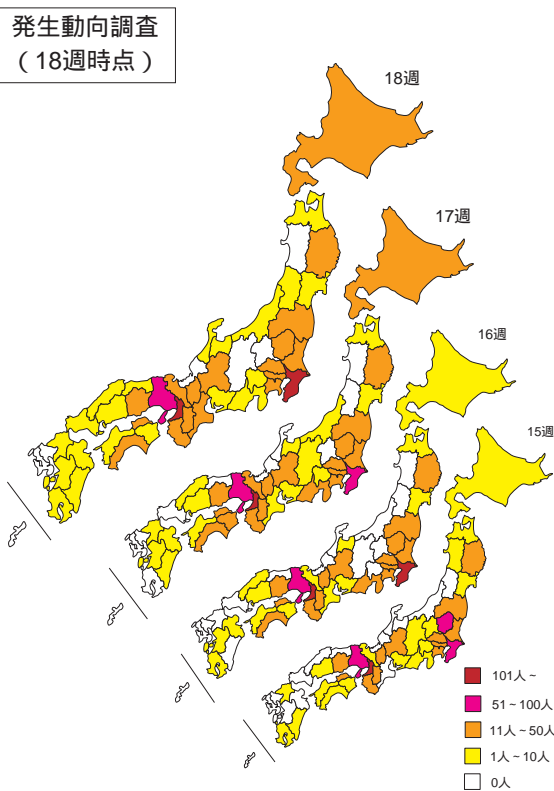 発生動向調査
（18週時点）
18週
17週
16週
15週
101人~
51~100人
11人~50人
1人~10人
0人